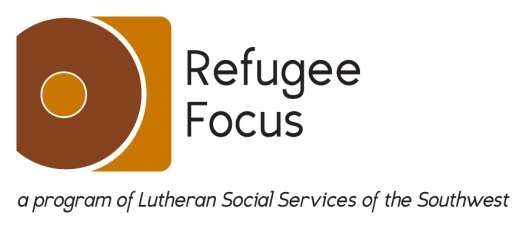 Refugee
Focus
a program of Lutheran Social Services of the Southwest